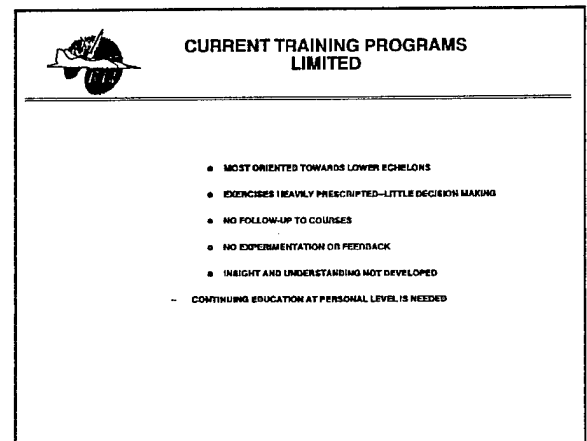 CURRENT TRAINING PROGRAMS
LIMITED
• MOST ORIENTED TOWARDS LOWER ECHELONS
• EXERCISES HEAVILY PRESCRIPTED–LITTLE DECISION MAKING
• NO FOLLOW-UP TO COURSES
• NO EXPERIMENTATION OR FEEDBACK
• INSIGHT AND UNDERSTANDING NOT DEVELOPED
– CONTINUING EDUCATION AT PERSONAL LEVEL IS NEEDED